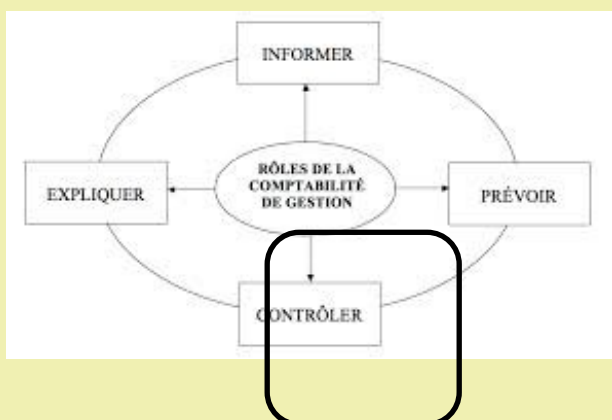 INFORMER
EXPLIQUER
RÔLES DE LA
COMPTABILITÉ
DE GESTION
PRÉVOIR
CONTRÔLER